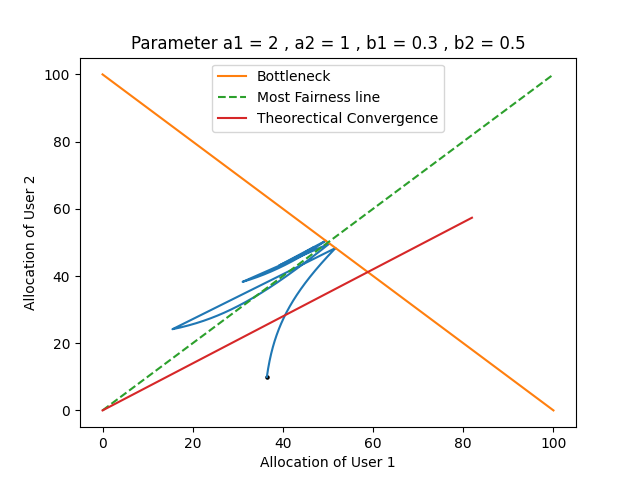 Parameter a1 = 2 , a2 = 1 , b1 = 0.3 , b2 = 0.5
Bottleneck
Most Fairness line
Theorectical Convergence
100
80
60
40
20
0
Allocation of User 2
0 20 40 60 80 100
Allocation of User 1